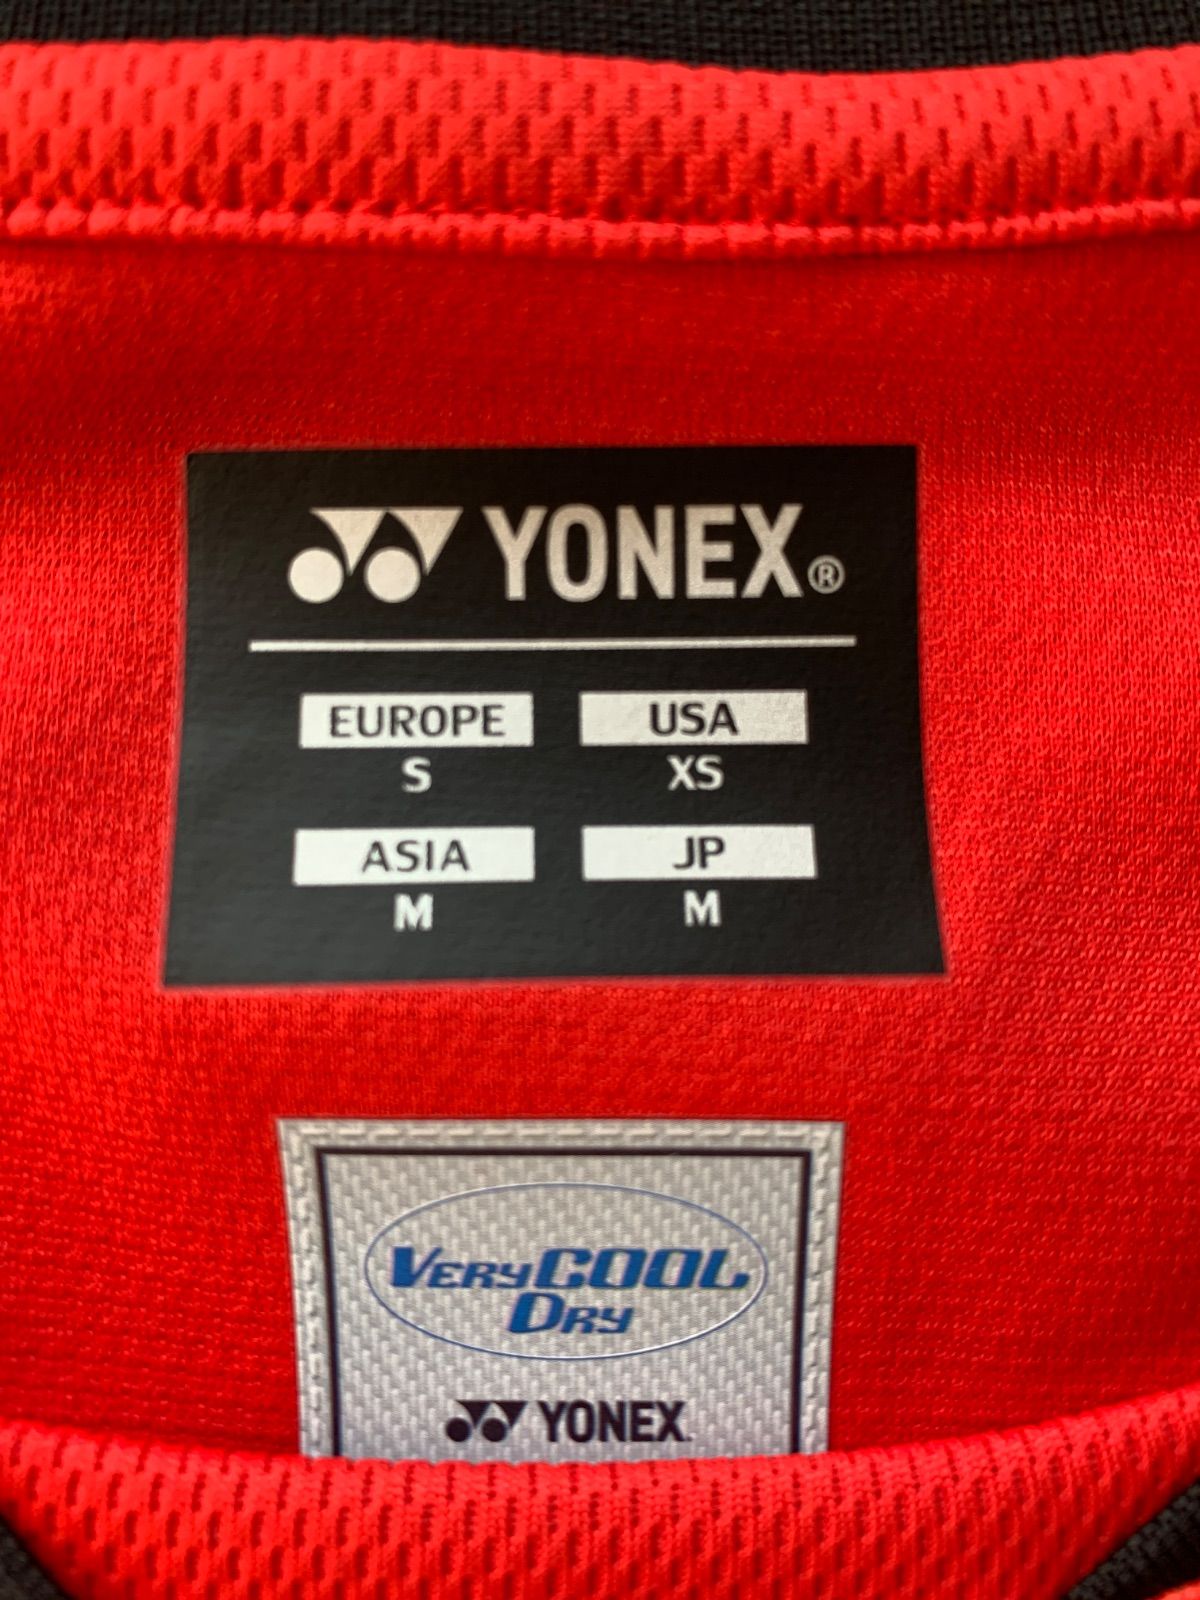 YONEX®
EUROPE USA
S XS
ASIA JP
M M
VERYCOOL
DRY
YONEX